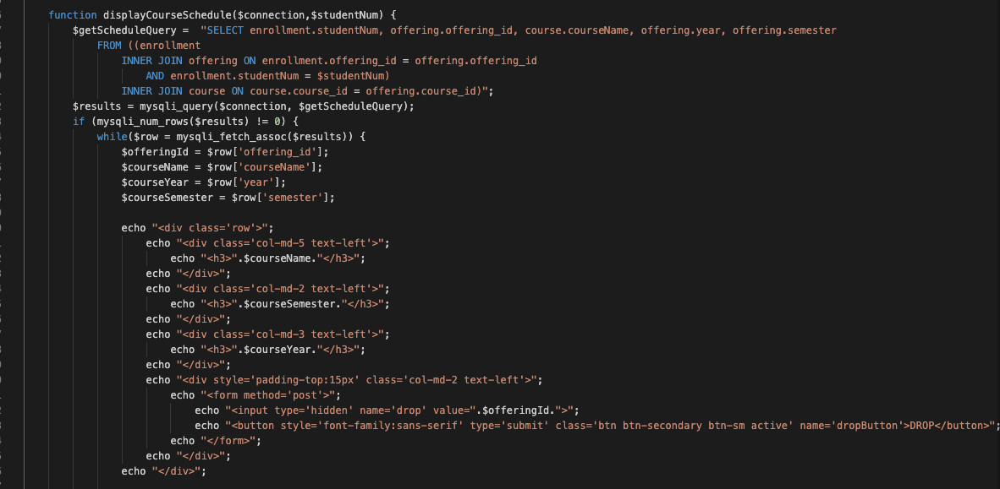 function displayCourseSchedule($connection,$studentNum) {
$getScheduleQuery =  "SELECT enrollment.studentNum, offering.offering_id, course.courseName, offering.year, offering.semester
FROM ((enrollment
INNER JOIN offering ON enrollment.offering_id = offering.offering_id
AND enrollment.studentNum = $studentNum)
INNER JOIN course ON course.course_id = offering.course_id)";
$results = mysqli_query($connection, $getScheduleQuery);
if (mysqli_num_rows($results) != 0) {
while($row = mysqli_fetch_assoc($results)) {
$offeringId = $row['offering_id'];
$courseName = $row['courseName'];
$courseYear = $row['year'];
$courseSemester = $row['semester'];
echo "<div class='row'>";
echo "<div class='col-md-5 text-left'>";
echo "<h3>".$courseName."</h3>";
echo "</div>";
echo "<div class='col-md-2 text-left'>";
echo "<h3>".$courseSemester."</h3>";
echo "</div>";
echo "<div class='col-md-3 text-left'>";
echo "<h3>".$courseYear."</h3>";
echo "</div>";
echo "<div style='padding-top:15px' class='col-md-2 text-left'>";
echo "<form method='post'>";
echo "<input type='hidden' name='drop' value=".$offeringId.">";
echo "<button style='font-family:sans-serif' type='submit' class='btn btn-secondary btn-sm active' name='dropButton'>DROP</button>";
echo "</form>";
echo "</div>";
echo "</div>";